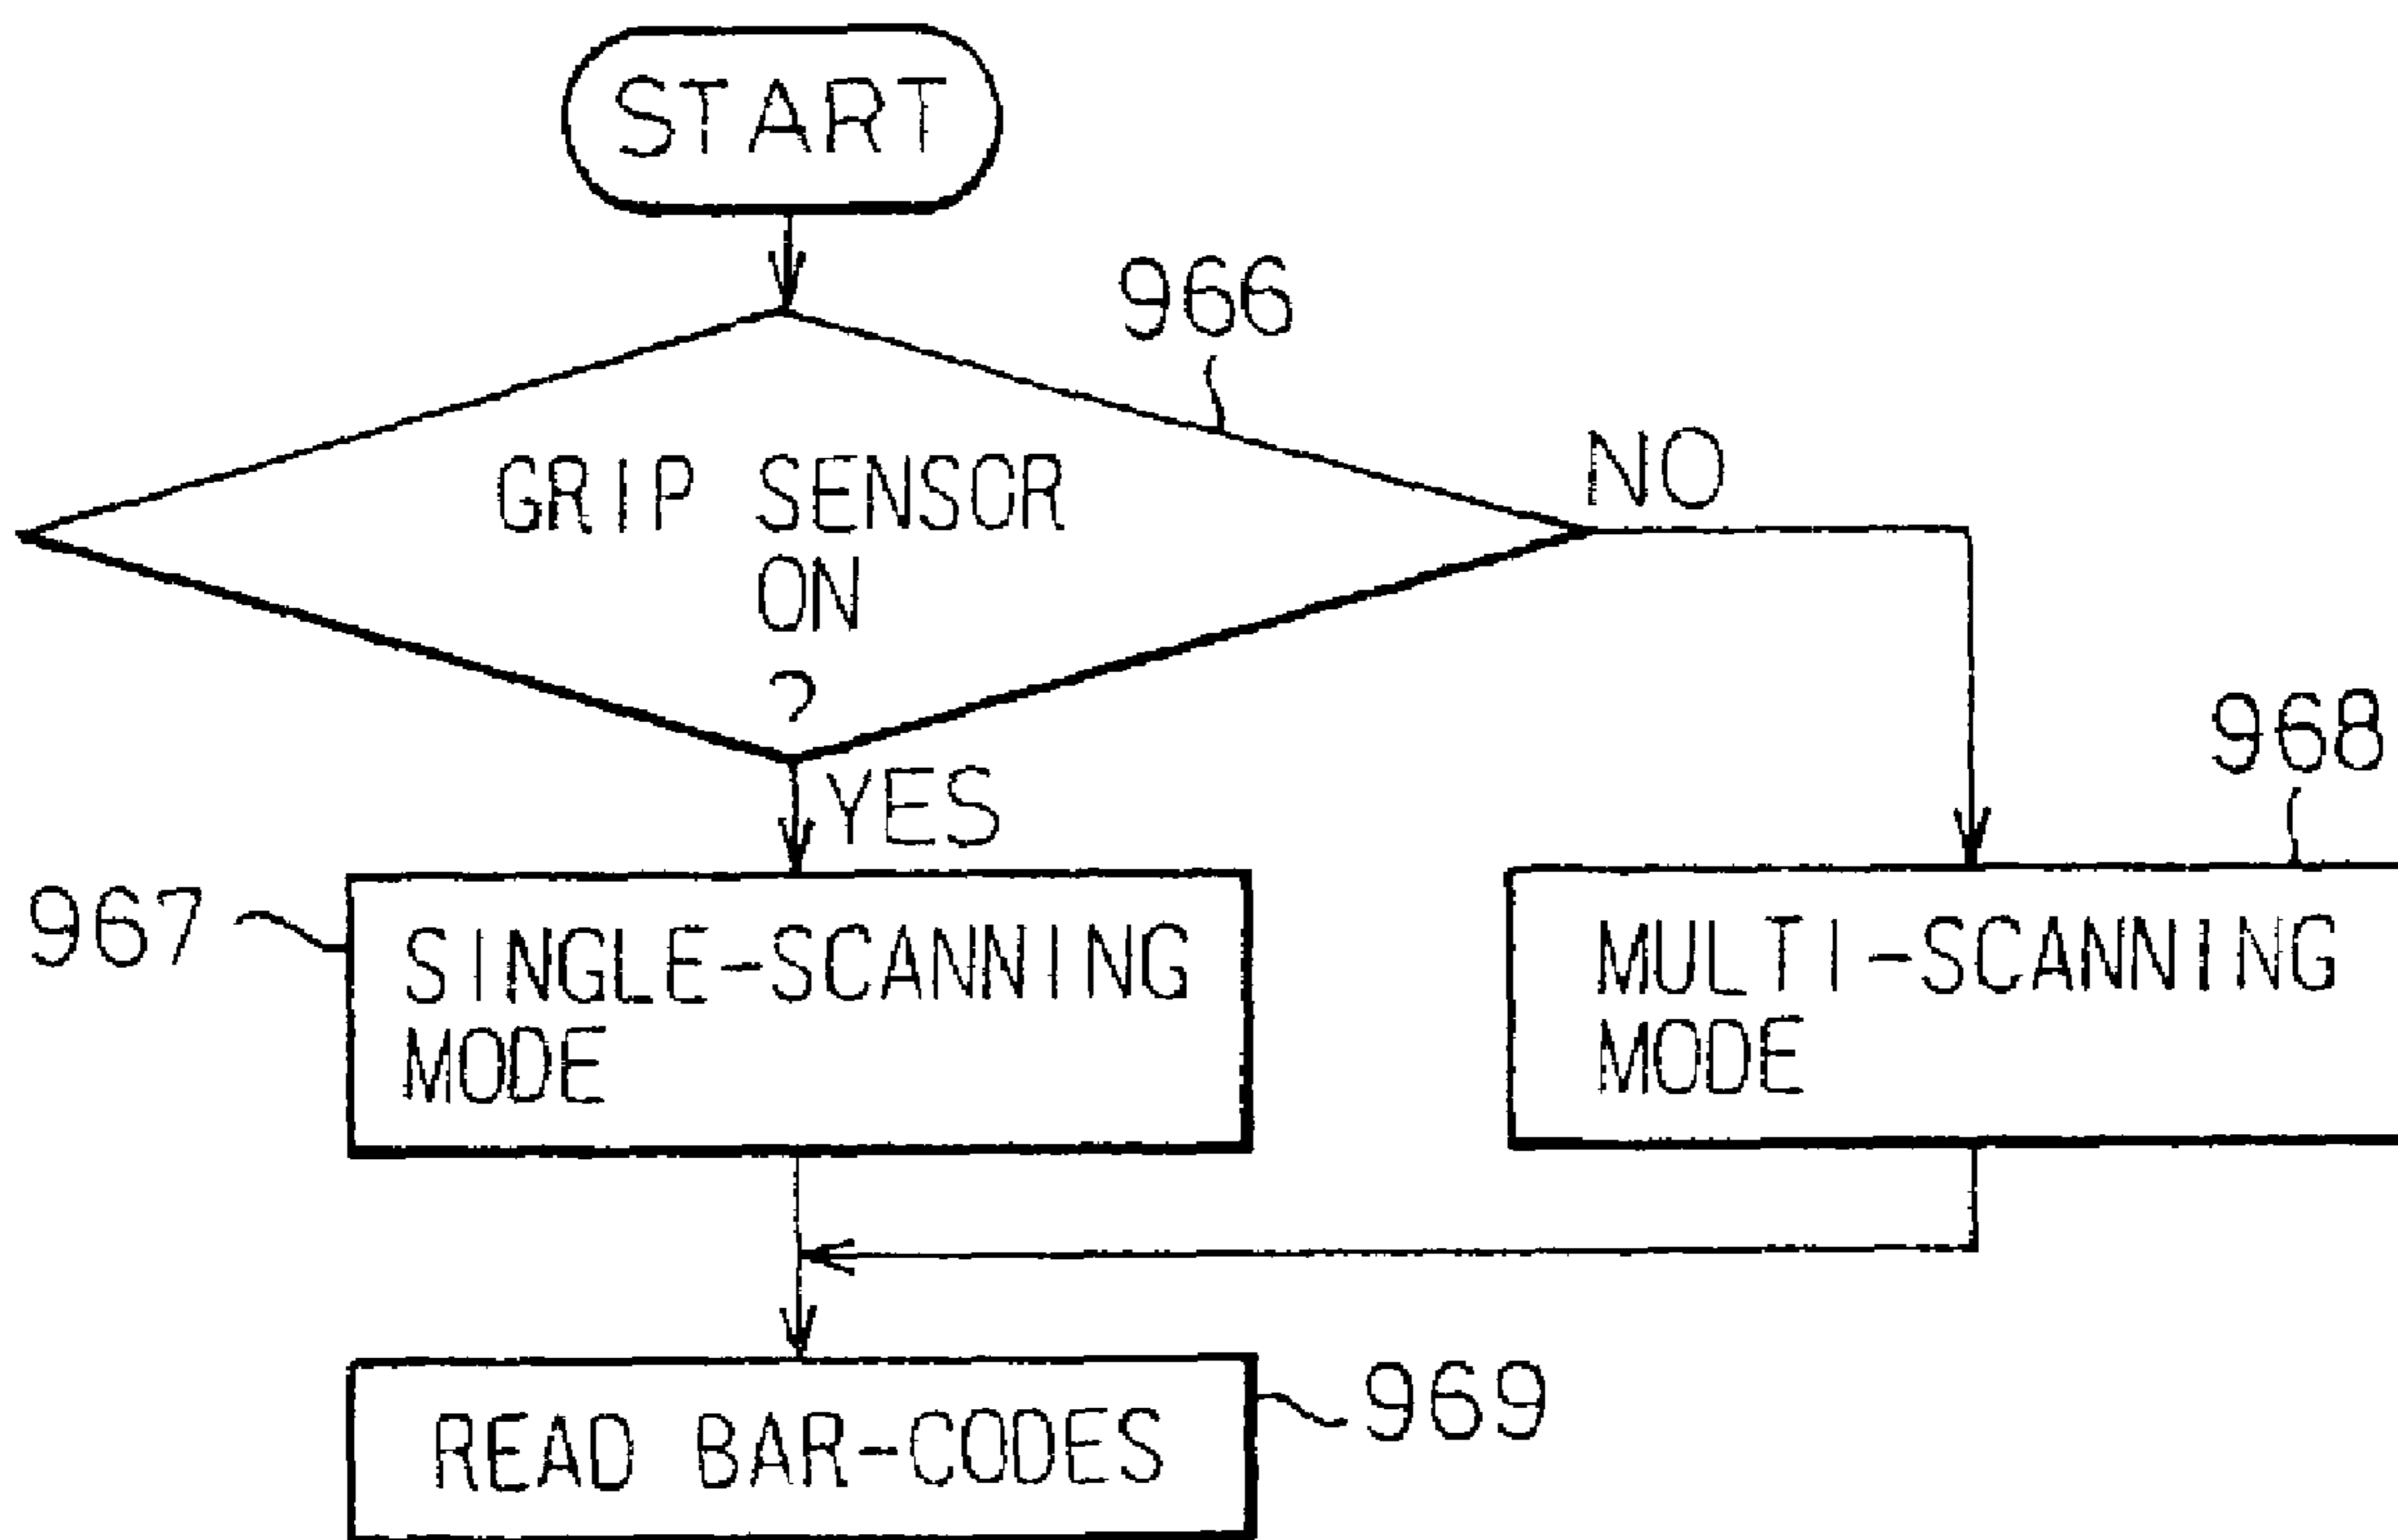 START
966
GRIP SENSOR
ON
?
NO
YES
968
967
SINGLE-SCANNING
MODE
MULTI-SCANNING
MODE
READ BAR-CODES
969